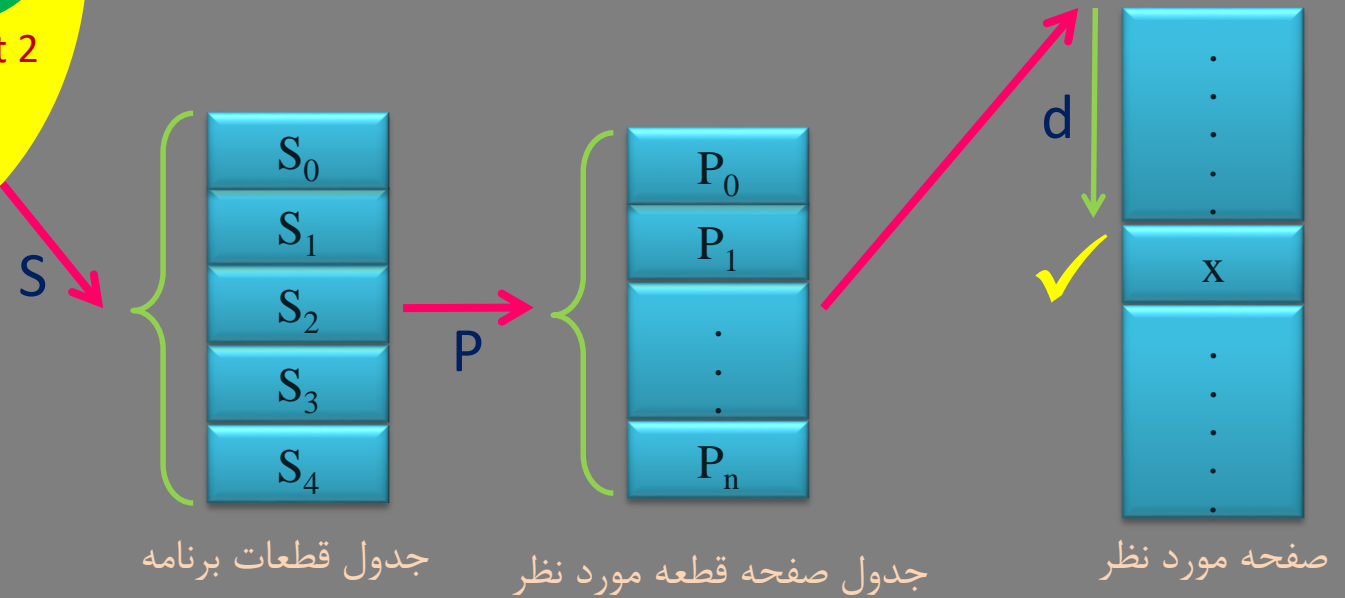 2
S
S₀
S₁
S₂
S₃
S₄
جدول قطعات برنامه
P
P₀
P₁
.
.
.
Pₙ
جدول صفحه قطعه مورد نظر
d
.
.
.
.
.
x
.
.
.
.
.
صفحه مورد نظر